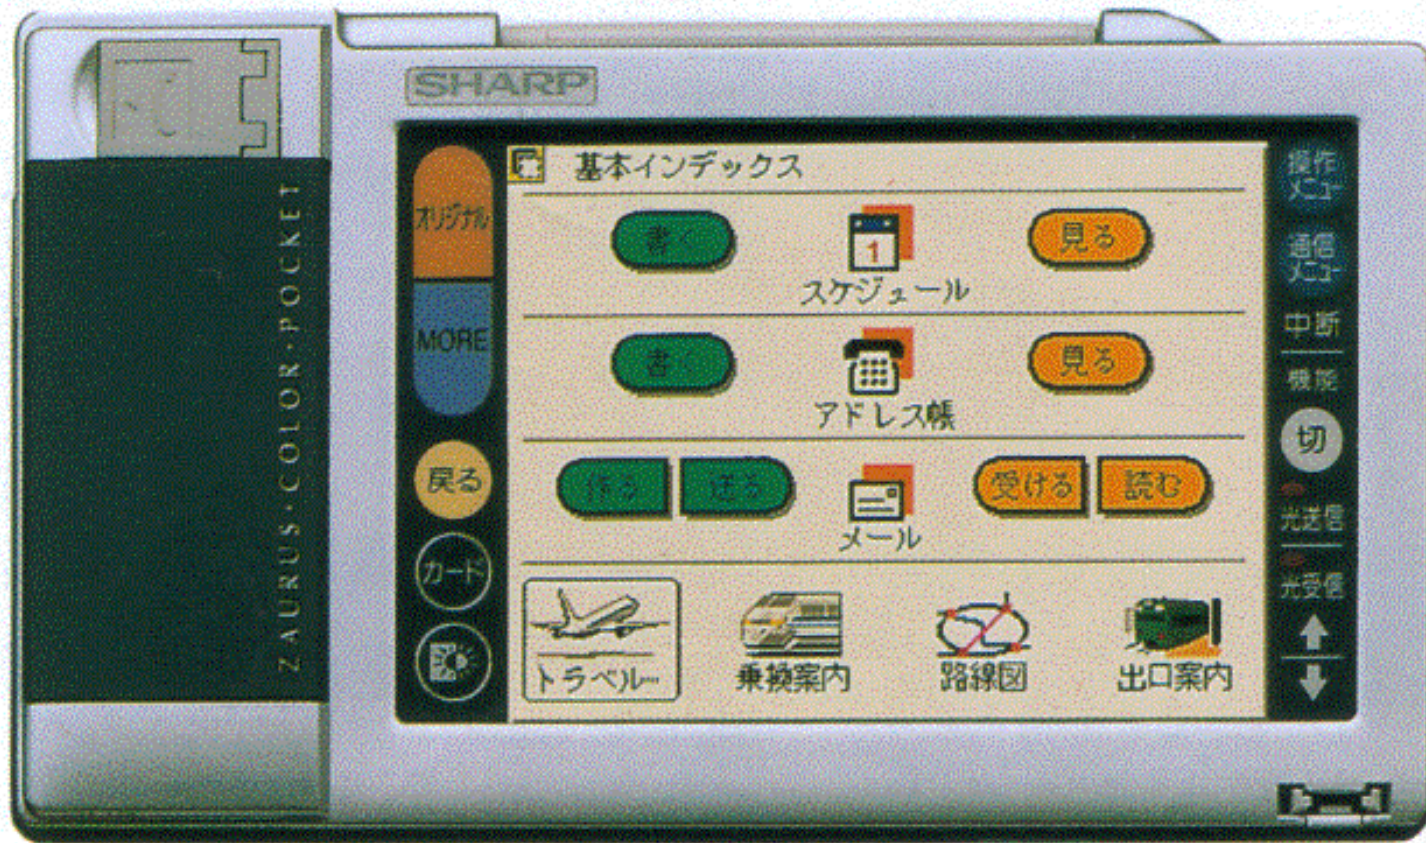 SHARP
ZAURUS・COLOR・POCKET
オリジナル
MORE
戻る
カード
基本インデックス
書く
スケジュール
見る
書く
アドレス帳
見る
作る
送る
メール
受ける
読む
トラベル…
乗換案内
路線図
出口案内
操作
メニュー
通信
メニュー
中断
機能
切
光送信
光受信